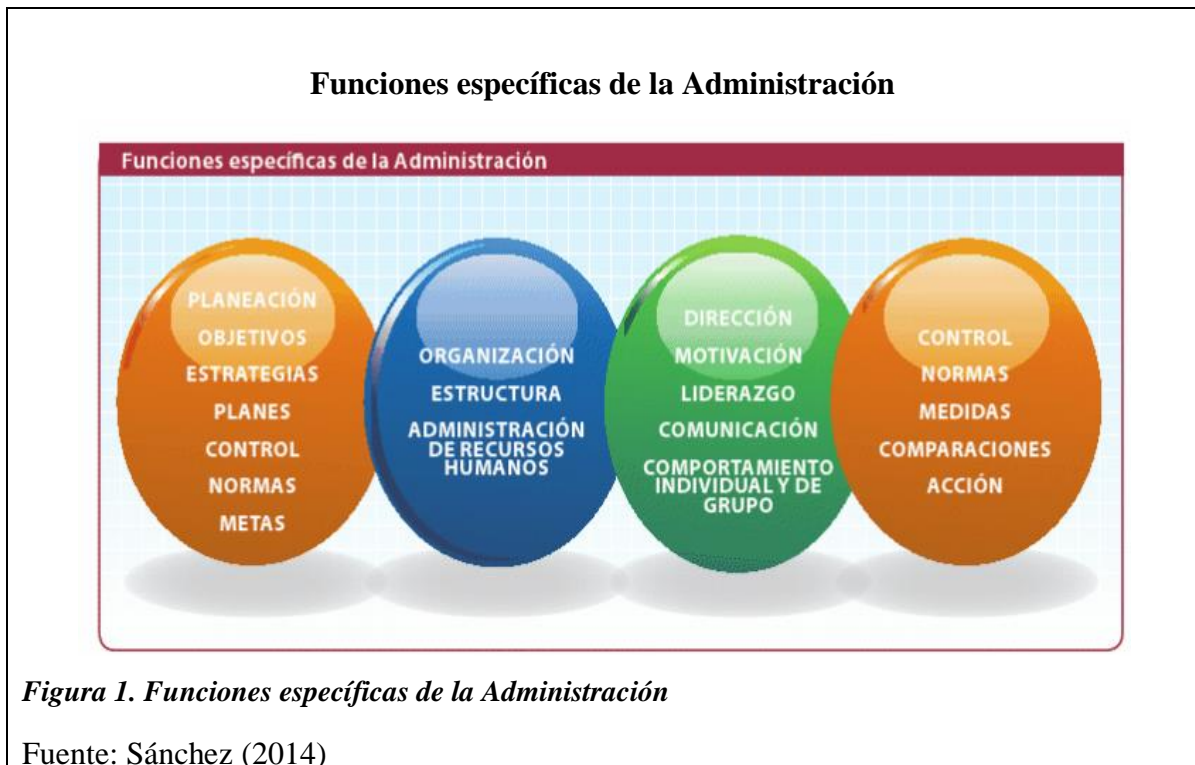 Funciones específicas de la Administración
Funciones específicas de la Administración
PLANEACIÓN
OBJETIVOS
ESTRATEGIAS
PLANES
CONTROL
NORMAS
METAS
ORGANIZACIÓN
ESTRUCTURA
ADMINISTRACIÓN
DE RECURSOS
HUMANOS
DIRECCIÓN
MOTIVACIÓN
LIDERAZGO
COMUNICACIÓN
COMPORTAMIENTO
INDIVIDUAL Y DE
GRUPO
CONTROL
NORMAS
MEDIDAS
COMPARACIONES
ACCIÓN
Figura 1. Funciones específicas de la Administración
Fuente: Sánchez (2014)